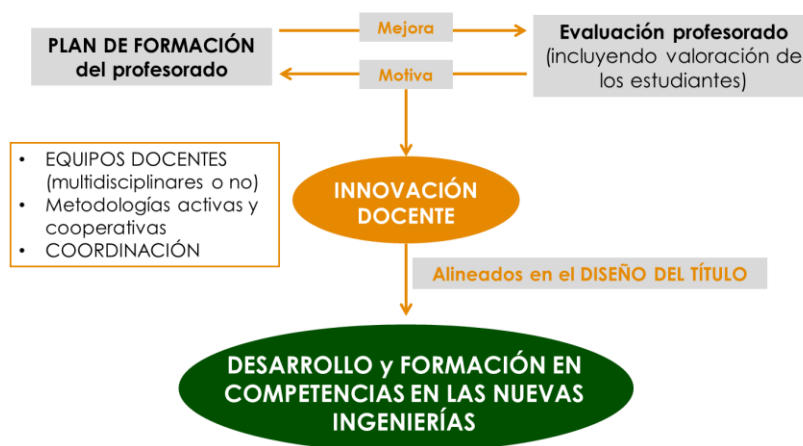 PLAN DE FORMACIÓN
del profesorado
Mejora
Motiva
Evaluación profesorado
(incluyendo valoración de
los estudiantes)
• EQUIPOS DOCENTES
(multidisciplinares o no)
• Metodologías activas y
cooperativas
• COORDINACIÓN
INNOVACIÓN
DOCENTE
Alineados en el DISEÑO DEL TÍTULO
DESARROLLO y FORMACIÓN EN
COMPETENCIAS EN LAS NUEVAS
INGENIERÍAS